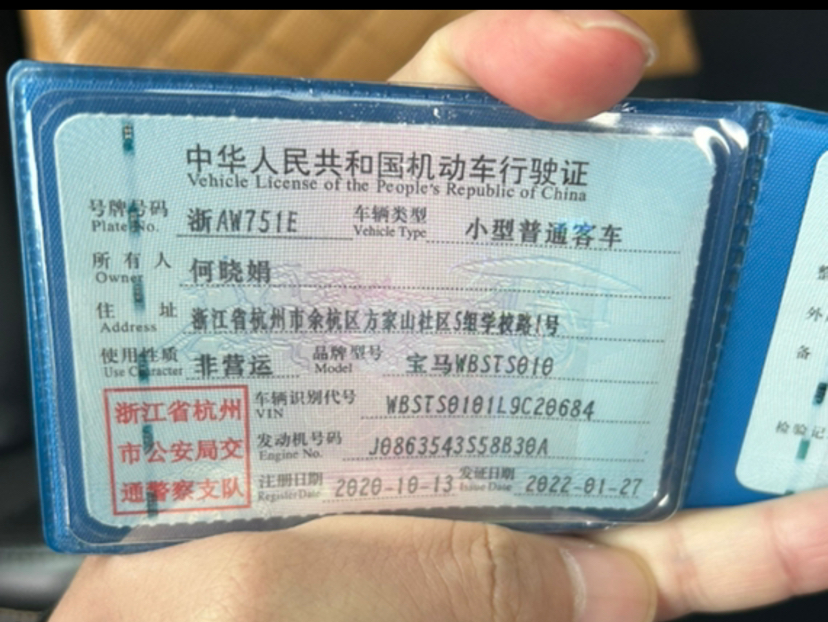 中华人民共和国机动车行驶证
Vehicle License of the People's Republic of China
号牌号码 浙AW751E 车辆类型 小型普通客车
Plate No. Vehicle Type
所有人 何晓娟
Owner
住址 浙江省杭州市余杭区方家山社区5组学校路1号
Address
使用性质 非营运 品牌型号 宝马WBSTS010
Use Character Model
浙江省杭州
市公安局交
通警察支队
车辆识别代号 WBSTS0101L9C20684
VIN
发动机号码 J0863543S58B30A
Engine No.
注册日期 2020-10-13 发证日期 2022-01-27
Register Date Issue Date
备
检验记